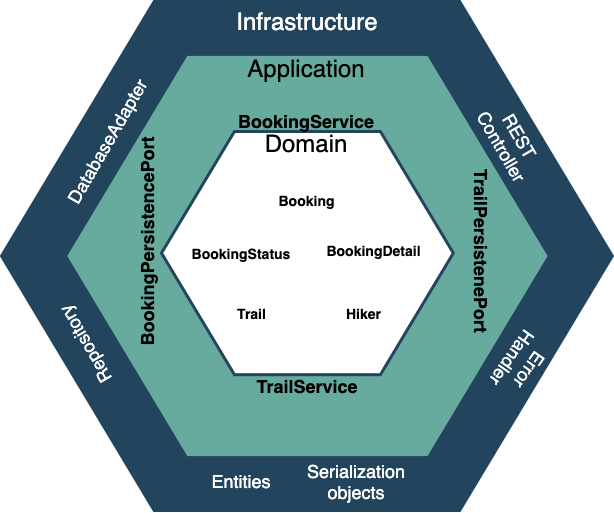 Infrastructure
Application
DatabaseAdapter
REST
Controller
BookingService
Domain
BookingPersistencePort
TrailPersistenePort
Booking
BookingStatus
BookingDetail
Trail
Hiker
Repository
Error
Handler
TrailService
Entities
Serialization
objects